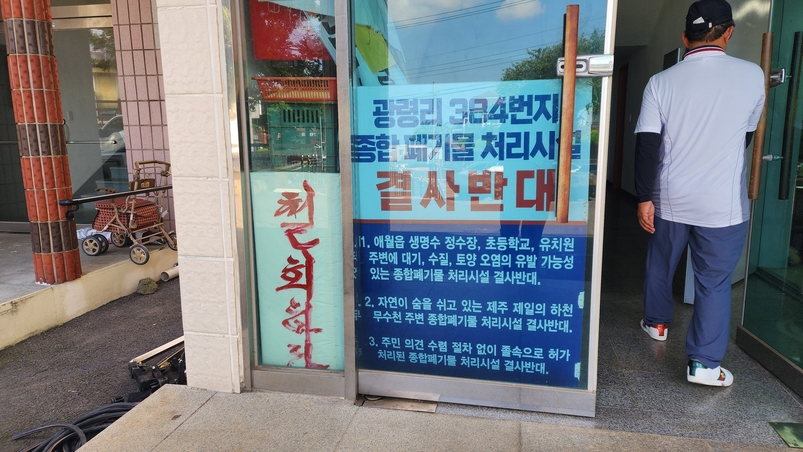 광령리 384번지
종합 폐기물 처리시설
결사반대
1. 애월읍 생명수 정수장, 초등학교, 유치원
주변에 대기, 수질, 토양 오염의 유발 가능성
있는 종합폐기물 처리시설 결사반대.
2. 자연이 숨을 쉬고 있는 제주 제일의 하천
무수천 주변 종합폐기물 처리시설 결사반대.
3. 주민 의견 수렴 절차 없이 졸속으로 허가
처리된 종합폐기물 처리시설 결사반대.
철회하라